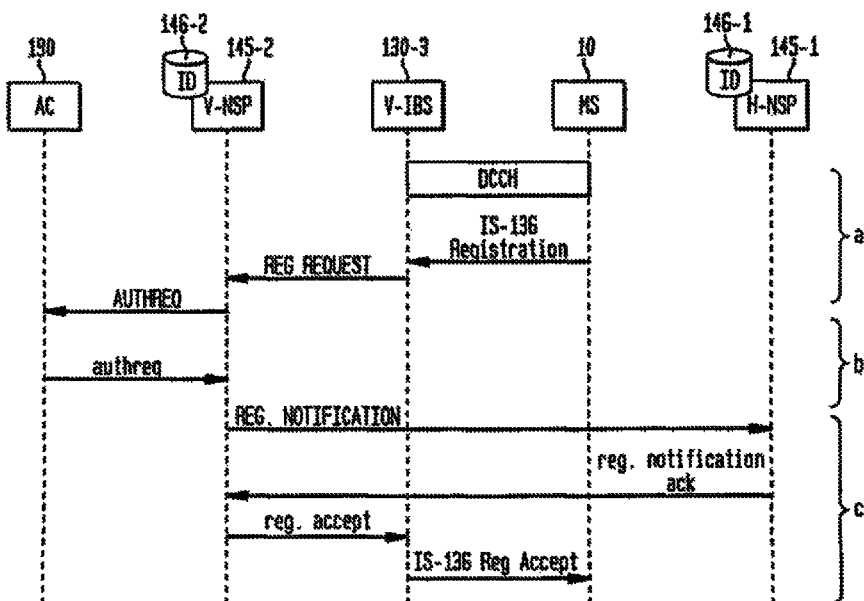 190
146-2
145-2
130-3
10
146-1
145-1
AC
ID
V-NSP
V-IBS
MS
ID
H-NSP
DCCH
a
IS-136
Registration
REG REQUEST
AUTHREQ
b
authreq
REG. NOTIFICATION
reg. notification
ack
c
reg. accept
IS-136 Reg Accept